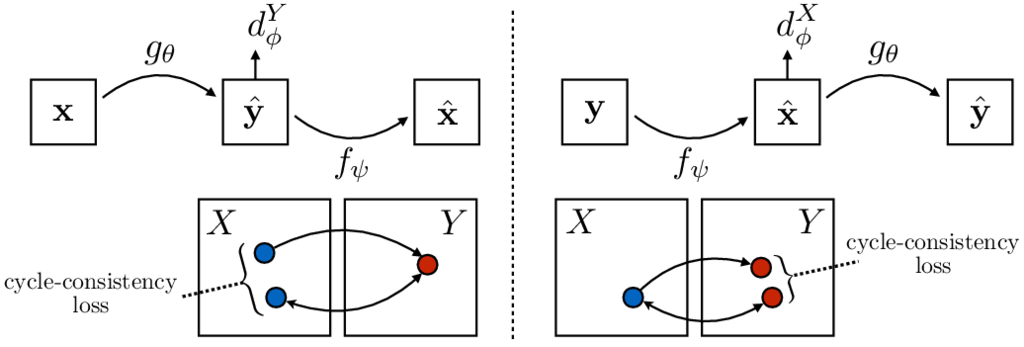 $d_\phi^Y$
$g_\theta$
$\mathbf{x}$ $\hat{\mathbf{y}}$ $\hat{\mathbf{x}}$
$f_\psi$
X Y
cycle-consistency
loss
$d_\phi^X$
$g_\theta$
$\mathbf{y}$ $\hat{\mathbf{x}}$ $\hat{\mathbf{y}}$
$f_\psi$
X Y
cycle-consistency
loss